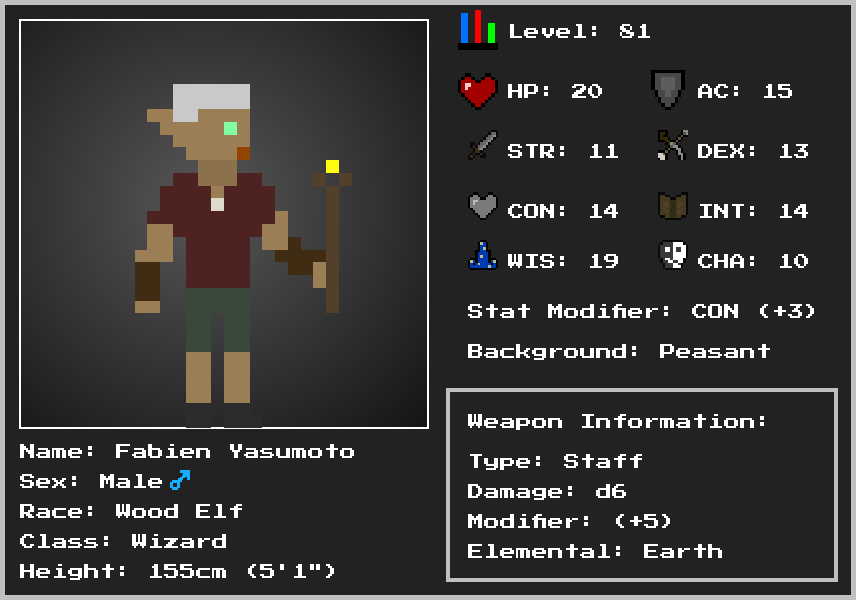 Level: 81
HP: 20
AC: 15
STR: 11
DEX: 13
CON: 14
INT: 14
WIS: 19
CHA: 10
Stat Modifier: CON (+3)
Background: Peasant
Weapon Information:
Type: Staff
Damage: d6
Modifier: (+5)
Elemental: Earth
Name: Fabien Yasumoto
Sex: Male♂
Race: Wood Elf
Class: Wizard
Height: 155cm (5'1")